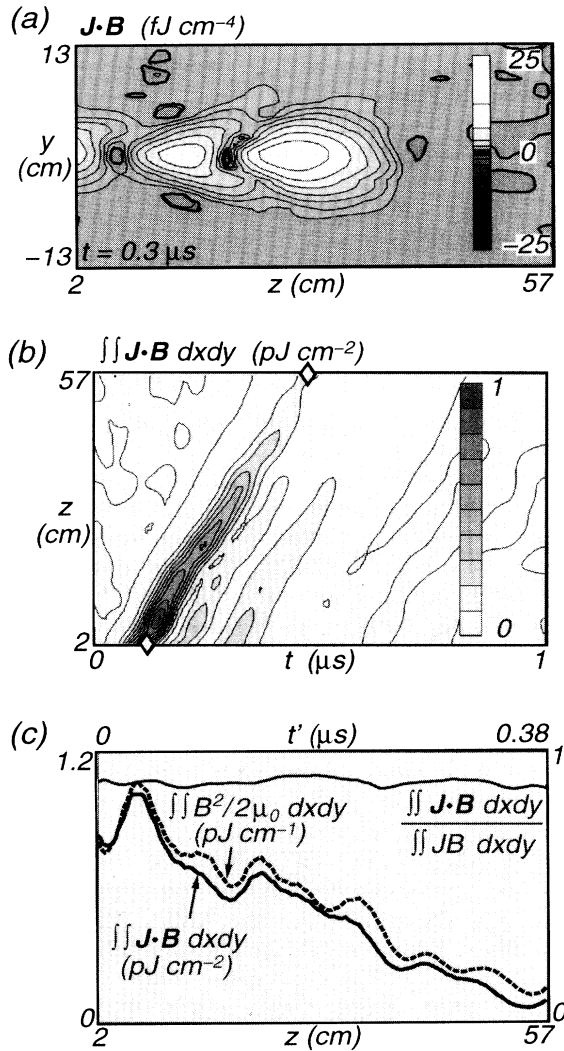 (a) J·B (fJ cm⁻⁴)
13
25
y
(cm)
0
−13
t = 0.3 μs
−25
2
z (cm)
57
(b) ∫∫ J·B dxdy (pJ cm⁻²)
57
1
z
(cm)
2
0
0
t (μs)
1
(c)
0
t' (μs)
0.38
1.2
1
∫∫ B²/2μ₀ dxdy
(pJ cm⁻¹)
∫∫ J·B dxdy
∫∫ JB dxdy
∫∫ J·B dxdy
(pJ cm⁻²)
0
0
2
z (cm)
57